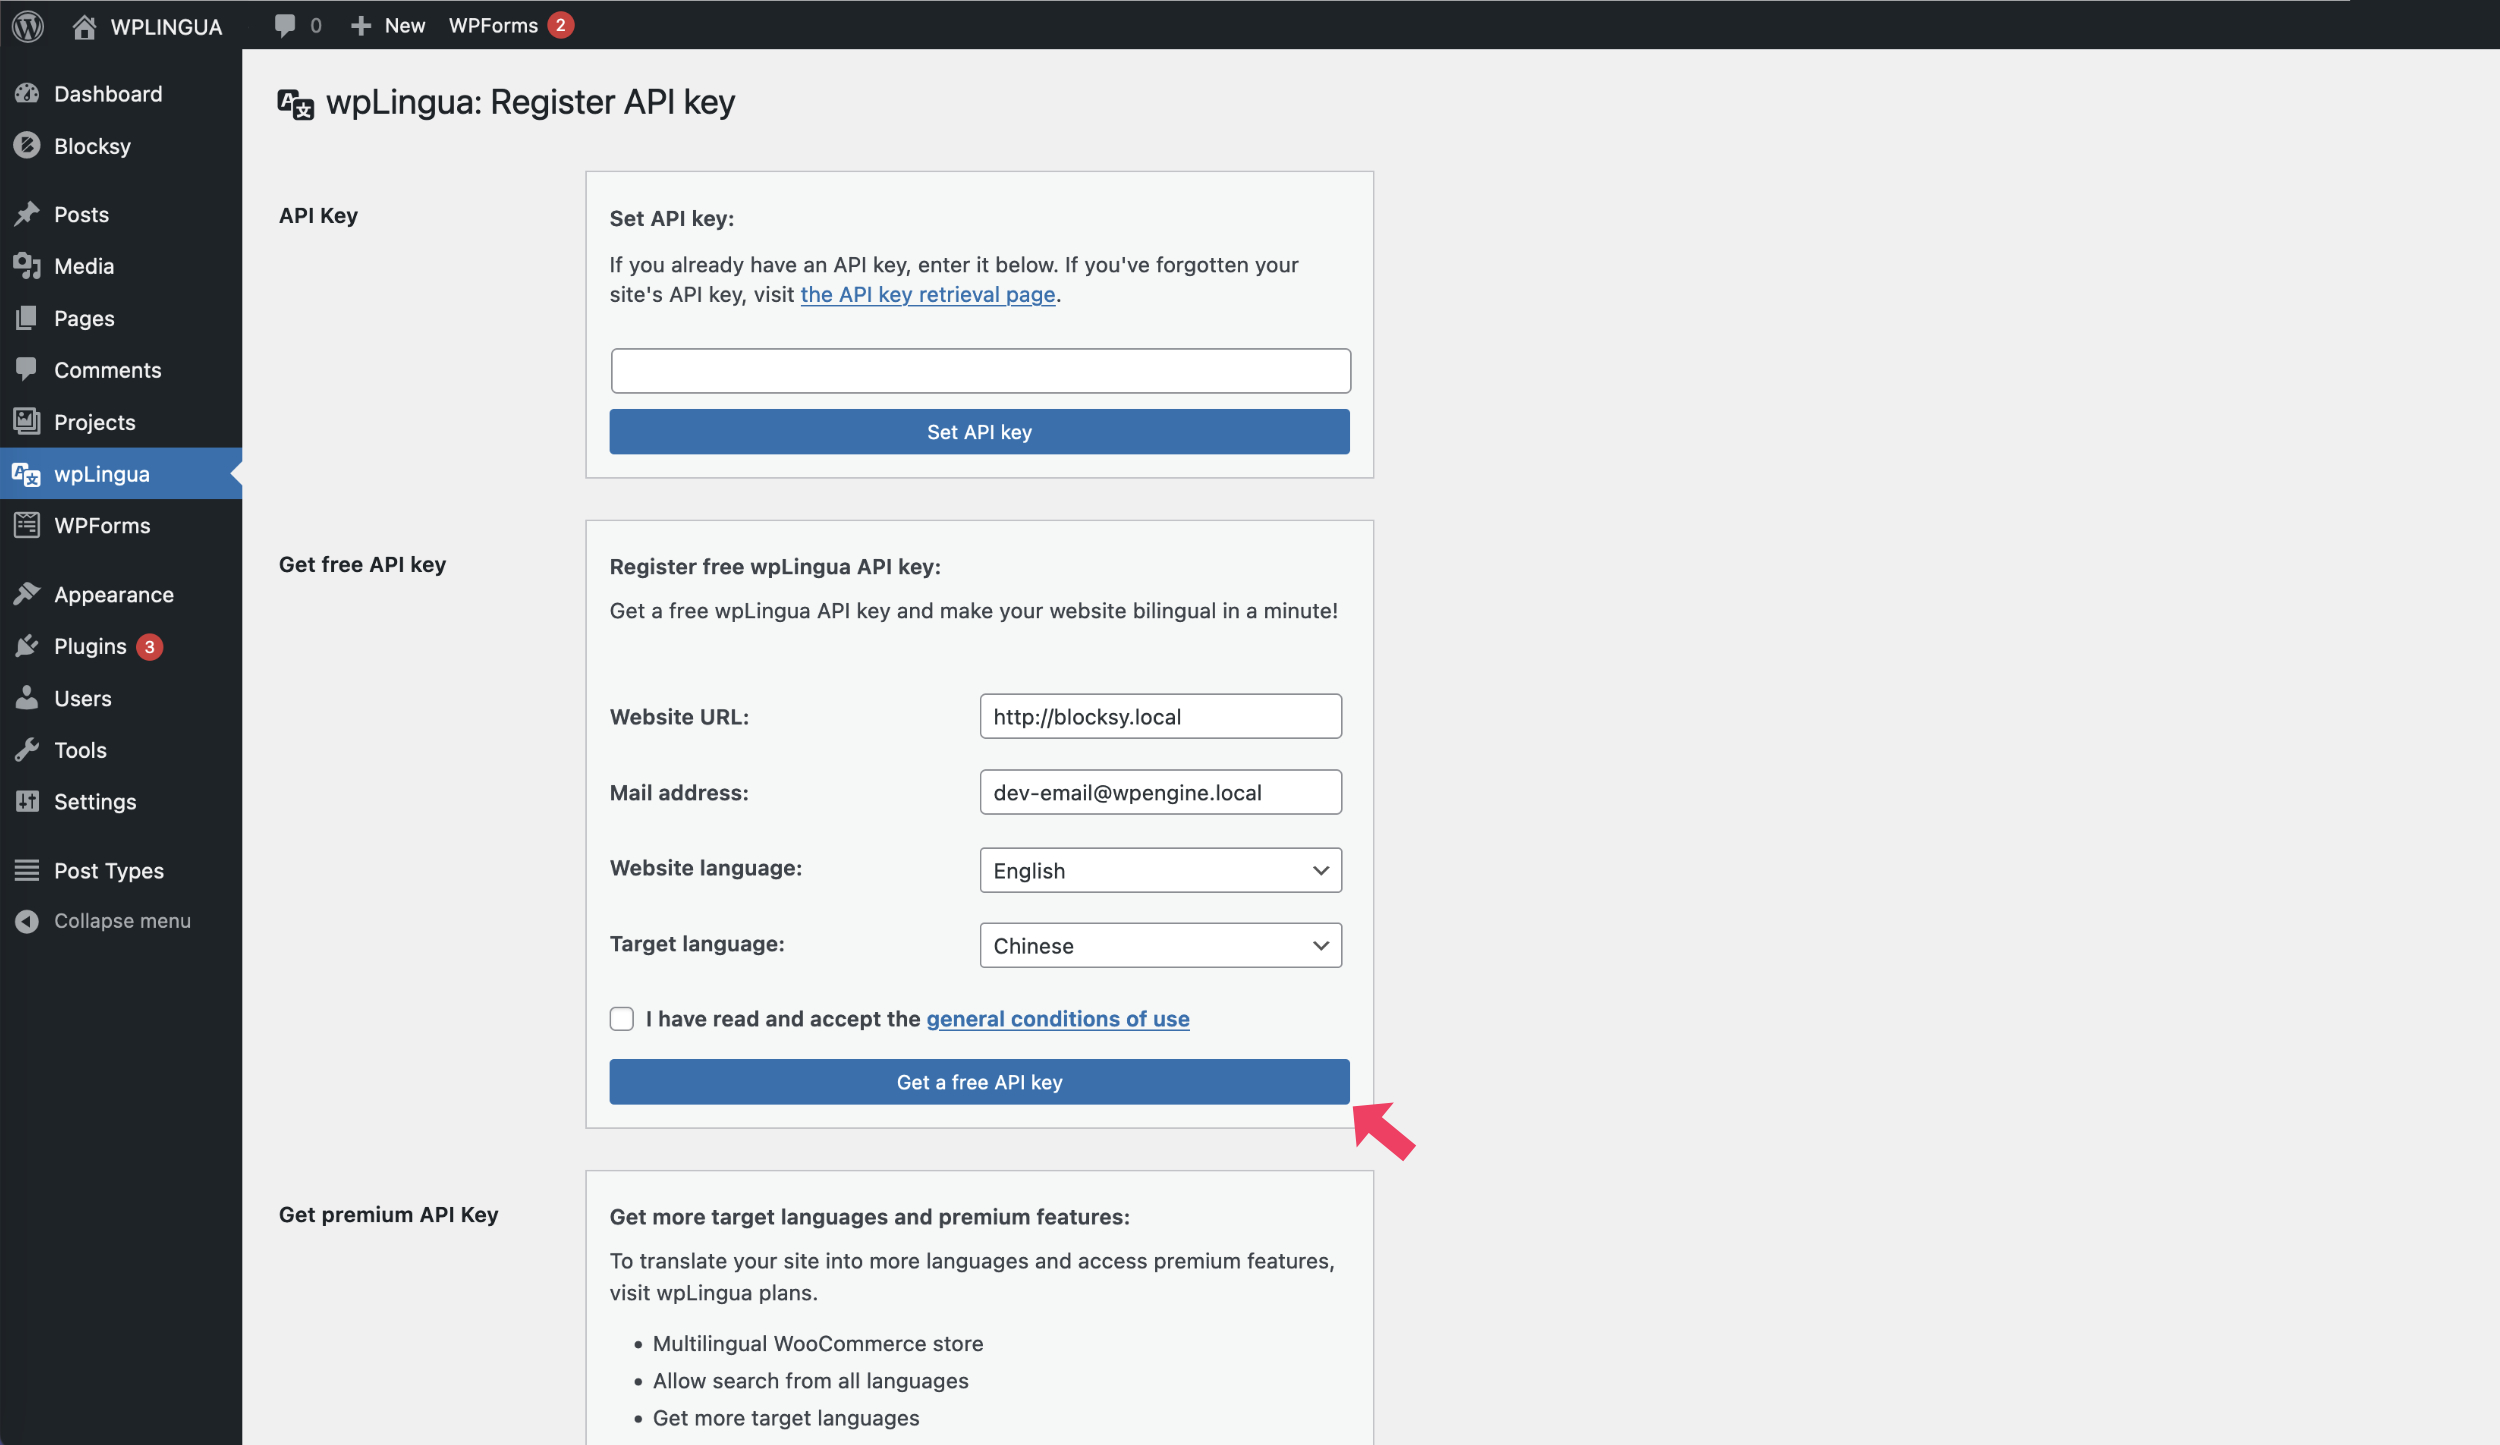 WPLINGUA
0
New
WPForms 2
Dashboard
Blocksy
Posts
Media
Pages
Comments
Projects
wpLingua
WPForms
Appearance
Plugins 3
Users
Tools
Settings
Post Types
Collapse menu
wpLingua: Register API key
API Key
Set API key:
If you already have an API key, enter it below. If you've forgotten your
site's API key, visit the API key retrieval page.
Set API key
Get free API key
Register free wpLingua API key:
Get a free wpLingua API key and make your website bilingual in a minute!
Website URL: http://blocksy.local
Mail address: dev-email@wpengine.local
Website language: English
Target language: Chinese
I have read and accept the general conditions of use
Get a free API key
Get premium API Key
Get more target languages and premium features:
To translate your site into more languages and access premium features,
visit wpLingua plans.
• Multilingual WooCommerce store
• Allow search from all languages
• Get more target languages